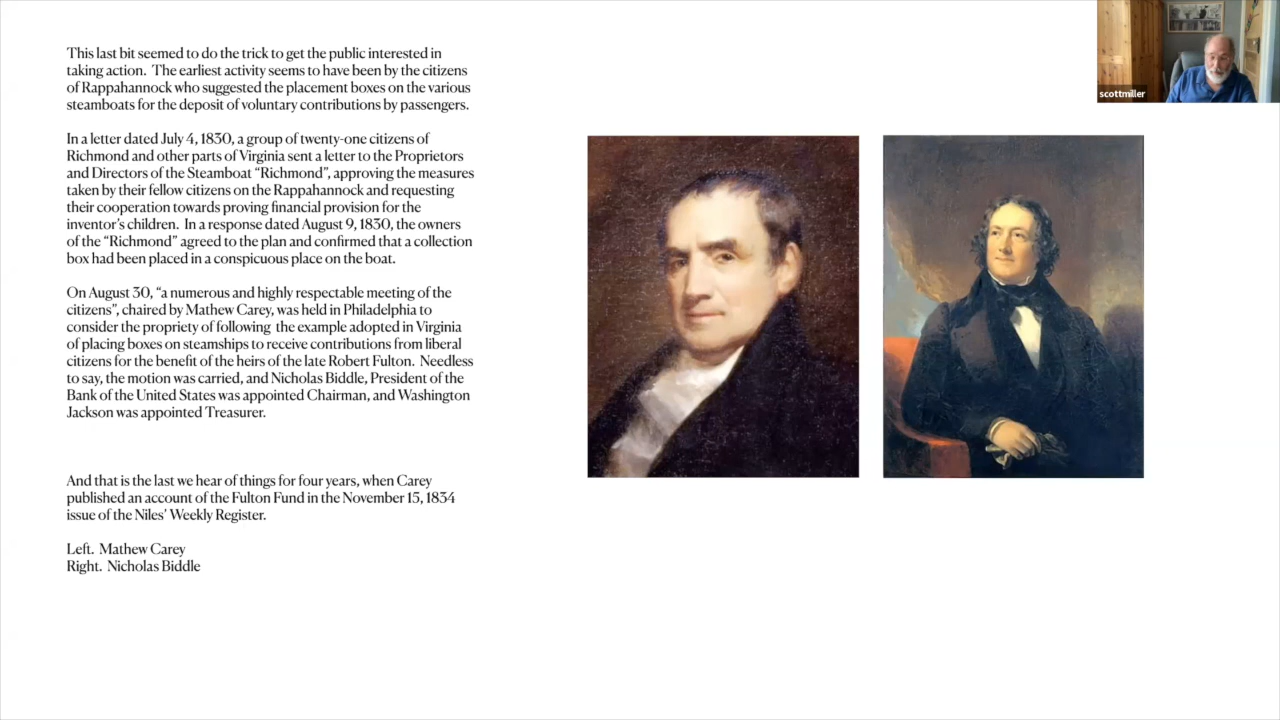 This last bit seemed to do the trick to get the public interested in
taking action. The earliest activity seems to have been by the citizens
of Rappahannock who suggested the placement boxes on the various
steamboats for the deposit of voluntary contributions by passengers.
In a letter dated July 4, 1830, a group of twenty-one citizens of
Richmond and other parts of Virginia sent a letter to the Proprietors
and Directors of the Steamboat “Richmond”, approving the measures
taken by their fellow citizens on the Rappahannock and requesting
their cooperation towards proving financial provision for the
inventor’s children. In a response dated August 9, 1830, the owners
of the “Richmond” agreed to the plan and confirmed that a collection
box had been placed in a conspicuous place on the boat.
On August 30, “a numerous and highly respectable meeting of the
citizens”, chaired by Mathew Carey, was held in Philadelphia to
consider the propriety of following the example adopted in Virginia
of placing boxes on steamships to receive contributions from liberal
citizens for the benefit of the heirs of the late Robert Fulton. Needless
to say, the motion was carried, and Nicholas Biddle, President of the
Bank of the United States was appointed Chairman, and Washington
Jackson was appointed Treasurer.
And that is the last we hear of things for four years, when Carey
published an account of the Fulton Fund in the November 15, 1834
issue of the Niles’ Weekly Register.
Left. Mathew Carey
Right. Nicholas Biddle
scottmiller